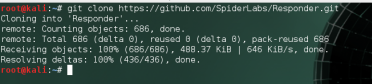 root@kali:~# git clone https://github.com/SpiderLabs/Responder.git
Cloning into 'Responder'...
remote: Counting objects: 686, done.
remote: Total 686 (delta 0), reused 0 (delta 0), pack-reused 686
Receiving objects: 100% (686/686), 488.37 KiB | 646 KiB/s, done.
Resolving deltas: 100% (436/436), done.
root@kali:~#